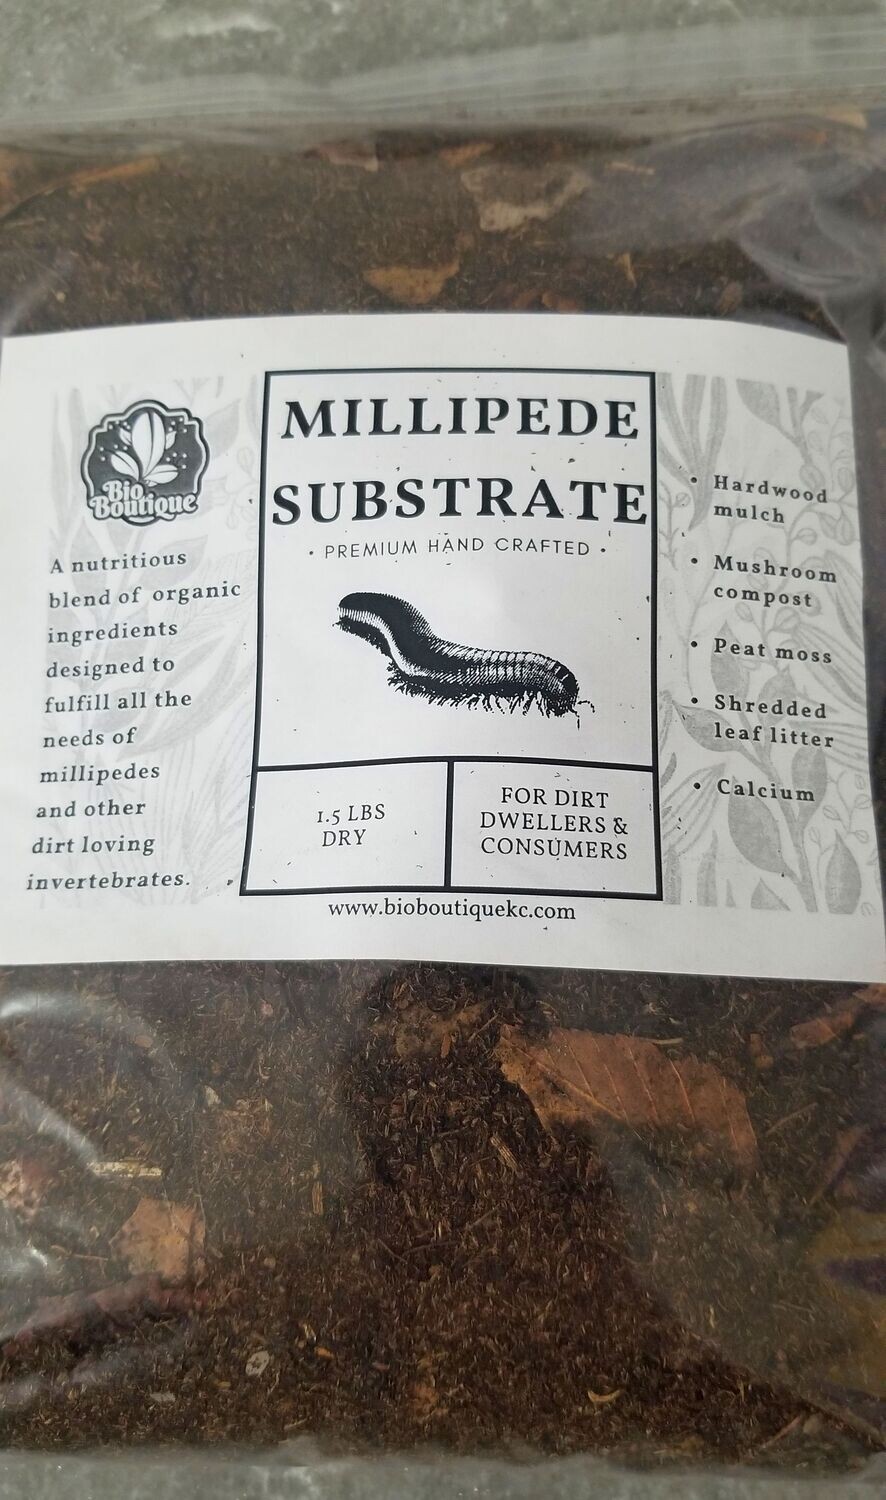 Bio
Boutique
A nutritious
blend of organic
ingredients
designed to
fulfill all the
needs of
millipedes
and other
dirt loving
invertebrates.
MILLIPEDE
SUBSTRATE
• PREMIUM HAND CRAFTED •
1.5 LBS
DRY
FOR DIRT
DWELLERS &
CONSUMERS
www.bioboutiquekc.com
• Hardwood
mulch
• Mushroom
compost
• Peat moss
• Shredded
leaf litter
• Calcium